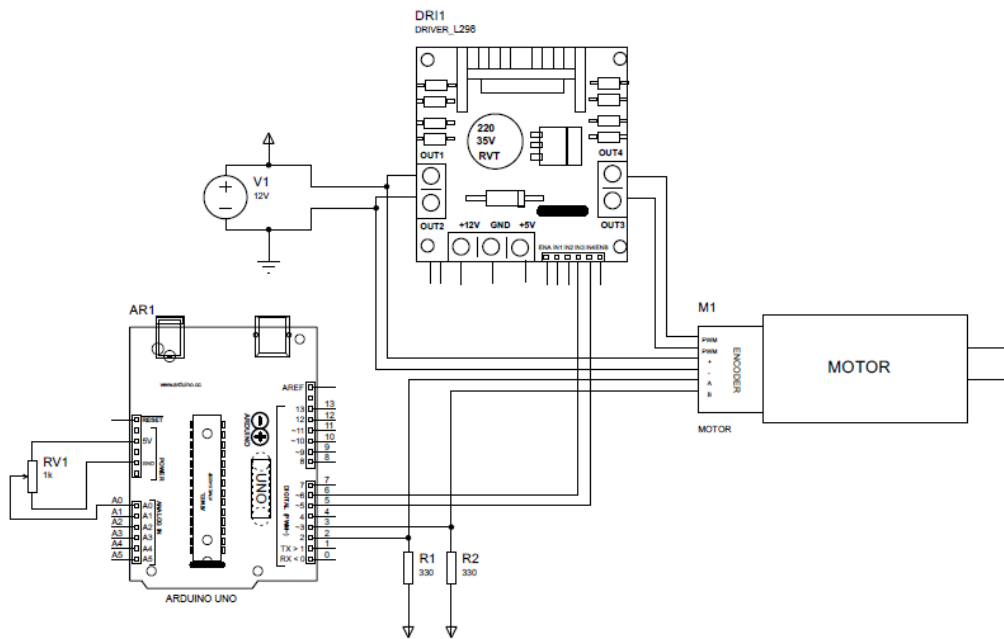 DRI1
DRIVER_L298
220
35V
RVT
OUT1
OUT4
OUT2
OUT3
+12V GND +5V
ENA IN1 IN2 IN3 IN4 ENB
V1
12V
AR1
www.arduino.cc
AREF
RESET
5V
GND
POWER
RV1
1k
A0 A0
A1 A1
A2 A2
A3 A3
A4 A4
A5 A5
ANALOG IN
ARDUINO
UNO
DIGITAL (PWM~)
13 13
12 12
~11 11
~10 10
~9 9
8 8
7 7
~6 6
~5 5
4 4
~3 3
2 2
TX > 1 1
RX < 0 0
ARDUINO UNO
R1
330
R2
330
M1
PWM
PWM
+
-
A
B
ENCODER
MOTOR
MOTOR